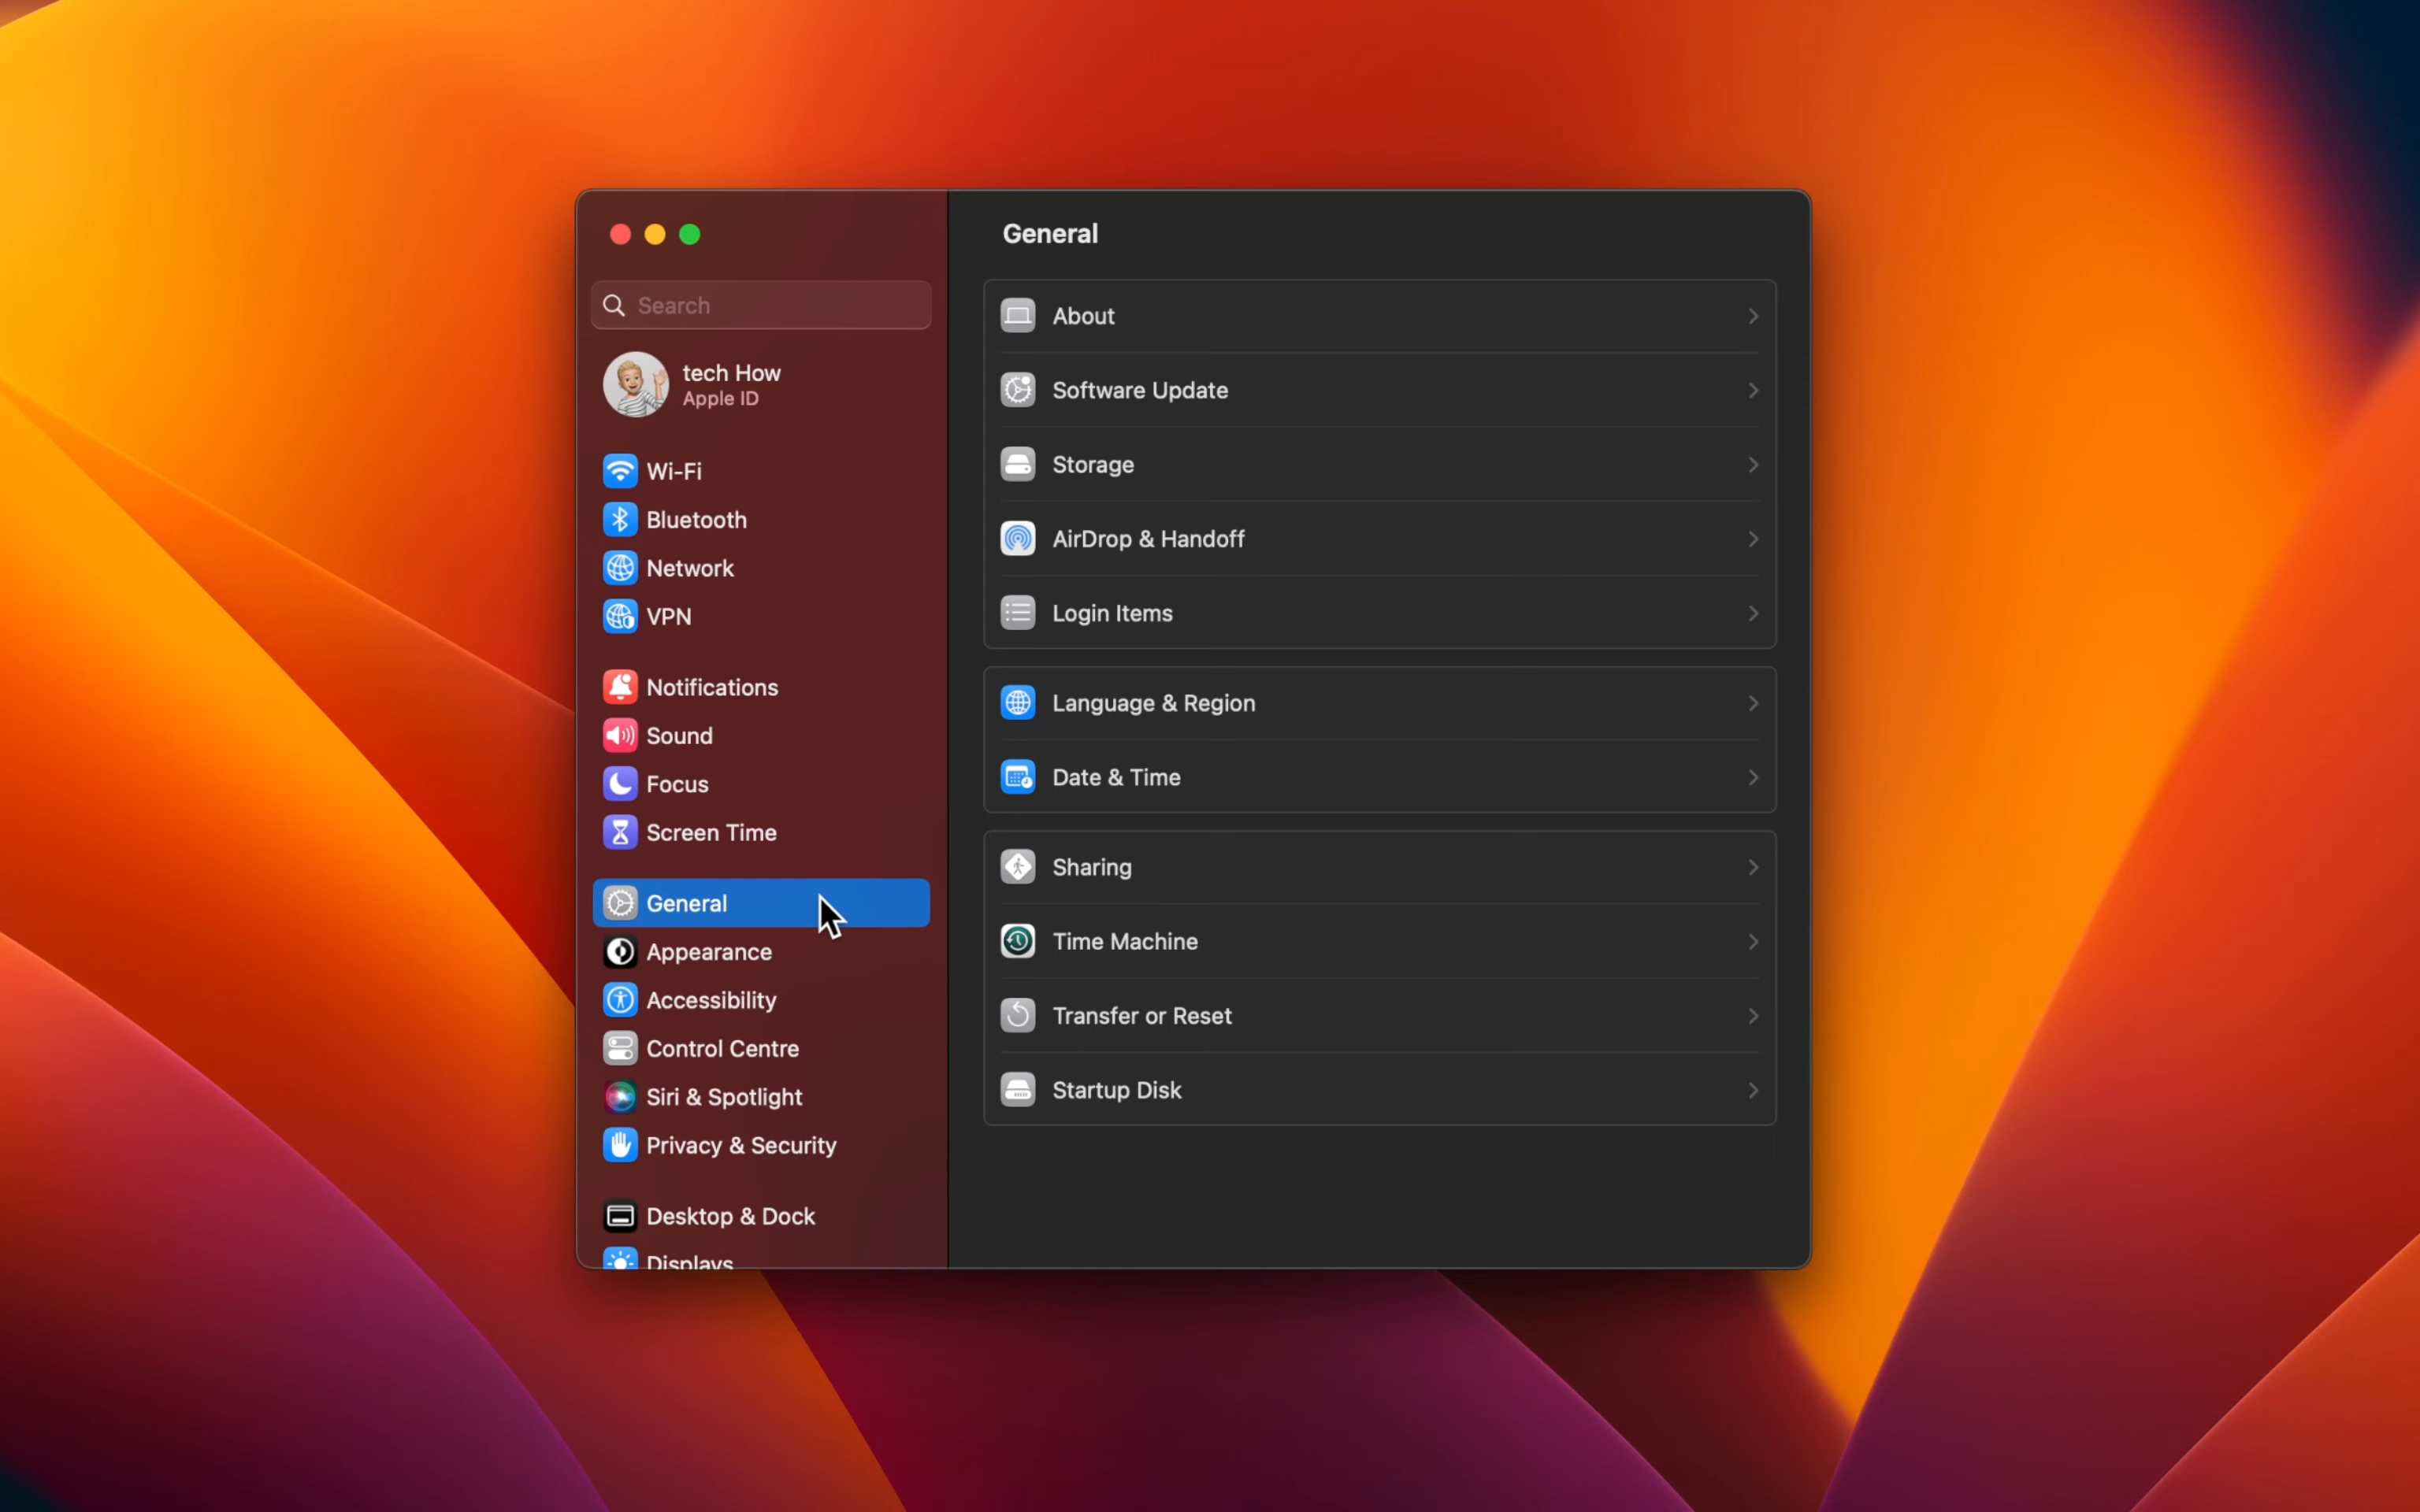 General
Search
tech How
Apple ID
Wi-Fi
Bluetooth
Network
VPN
Notifications
Sound
Focus
Screen Time
General
Appearance
Accessibility
Control Centre
Siri & Spotlight
Privacy & Security
Desktop & Dock
Displays
About
Software Update
Storage
AirDrop & Handoff
Login Items
Language & Region
Date & Time
Sharing
Time Machine
Transfer or Reset
Startup Disk